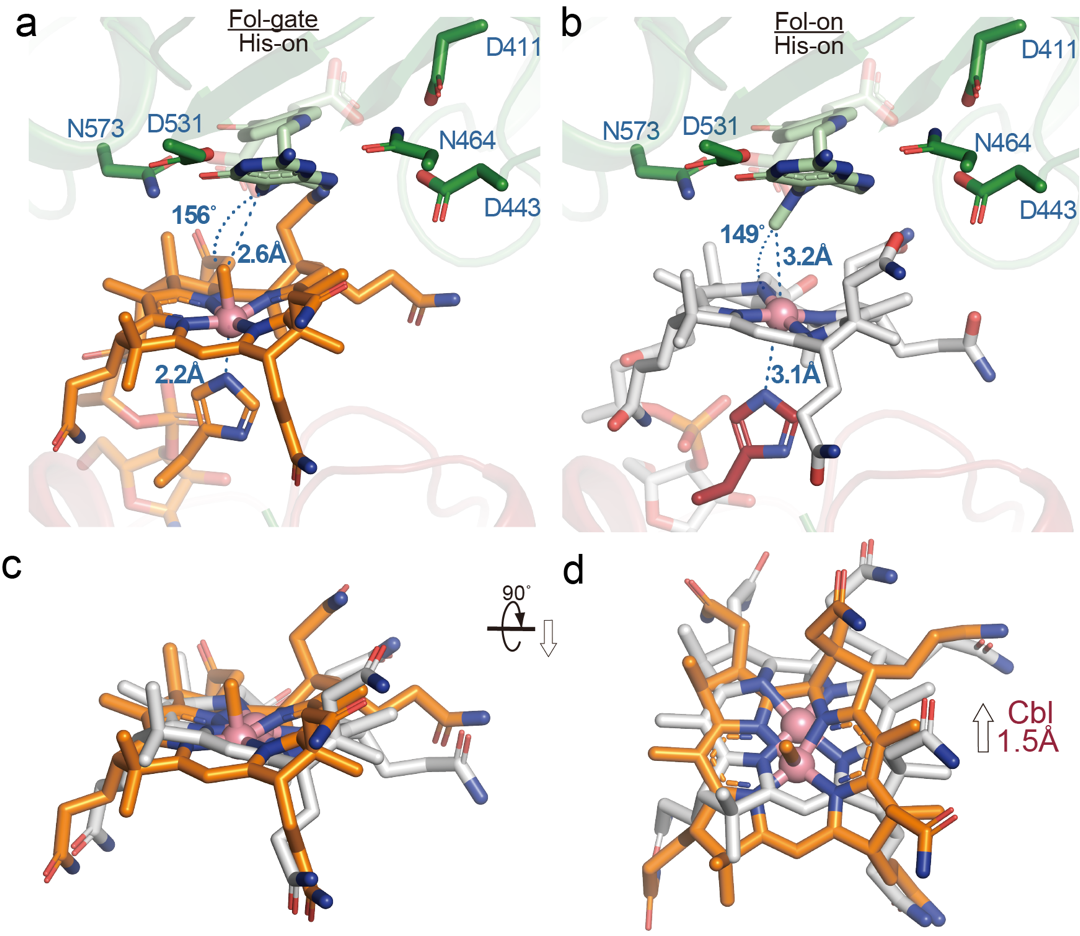 a
Fol-gate
His-on
D411
N573
D531
N464
D443
156°
2.6Å
2.2Å
b
Fol-on
His-on
D411
N573
D531
N464
D443
149°
3.2Å
3.1Å
c
90°
d
Cbl
1.5Å